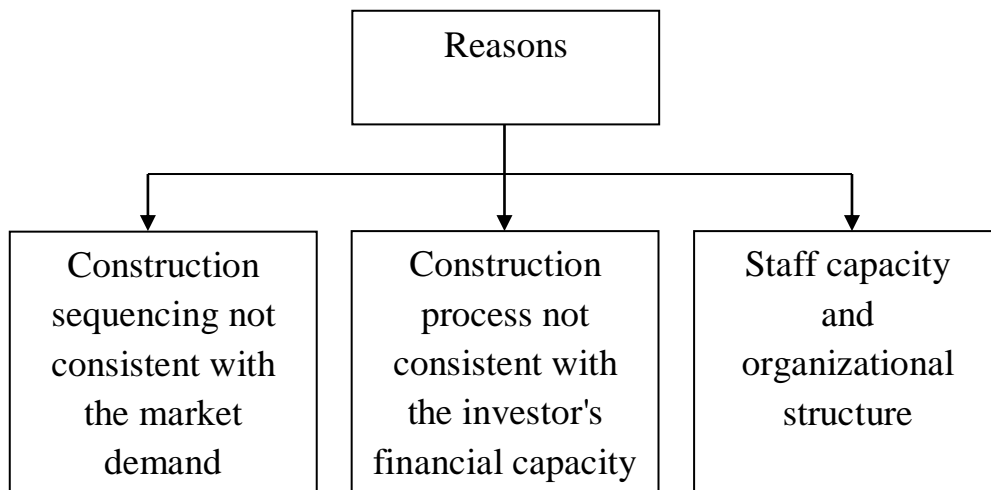 Reasons
Construction
sequencing not
consistent with
the market
demand
Construction
process not
consistent with
the investor's
financial capacity
Staff capacity
and
organizational
structure